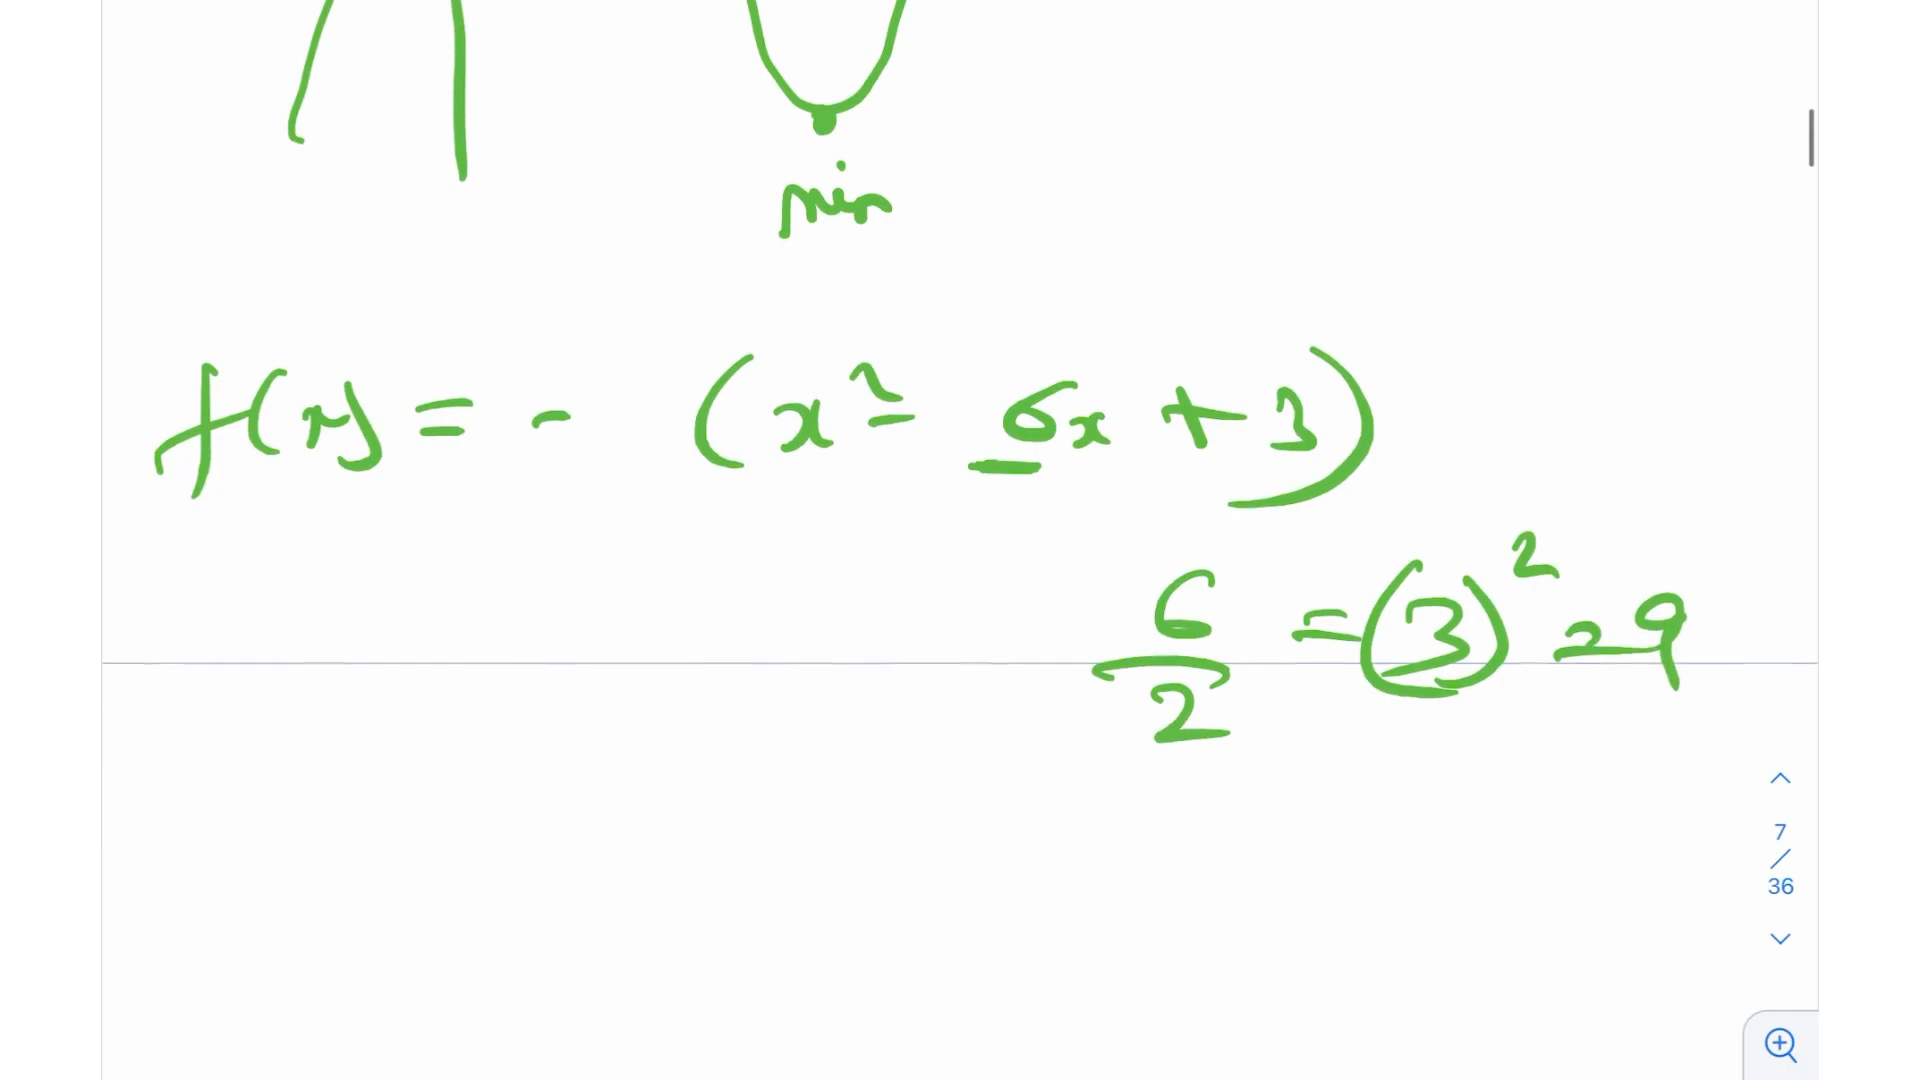 min
f(x) = - (x² - 6x + 3)
6/2 = (3)² = 9
7
/
36